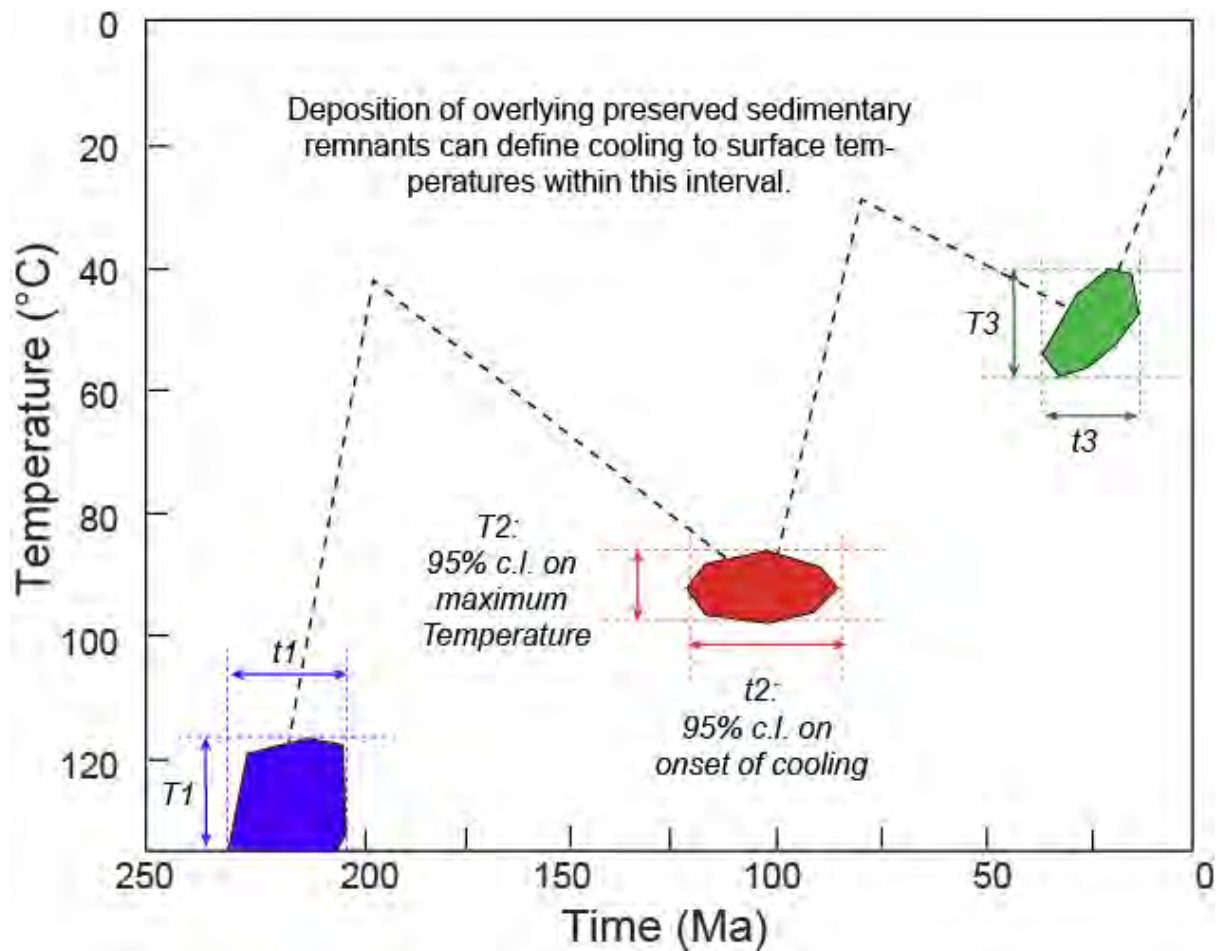 0
20
40
60
80
100
120
Temperature (°C)
Deposition of overlying preserved sedimentary
remnants can define cooling to surface tem-
peratures within this interval.
T3
t3
T2:
95% c.l. on
maximum
Temperature
t1
t2:
95% c.l. on
onset of cooling
T1
250
200
150
100
50
0
Time (Ma)